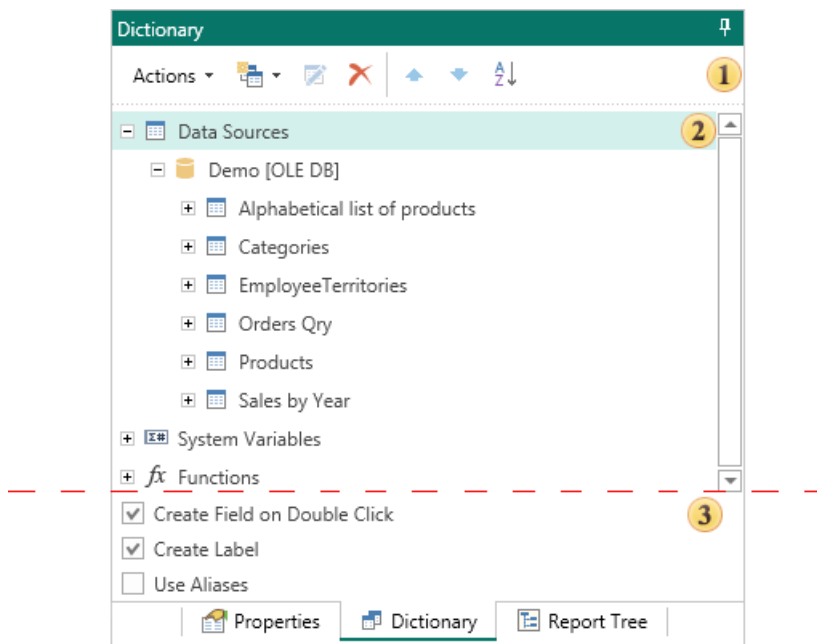 Dictionary
Actions A Z 1
Data Sources 2
Demo [OLE DB]
Alphabetical list of products
Categories
EmployeeTerritories
Orders Qry
Products
Sales by Year
Σ# System Variables
fx Functions
Create Field on Double Click 3
Create Label
Use Aliases
Properties Dictionary Report Tree